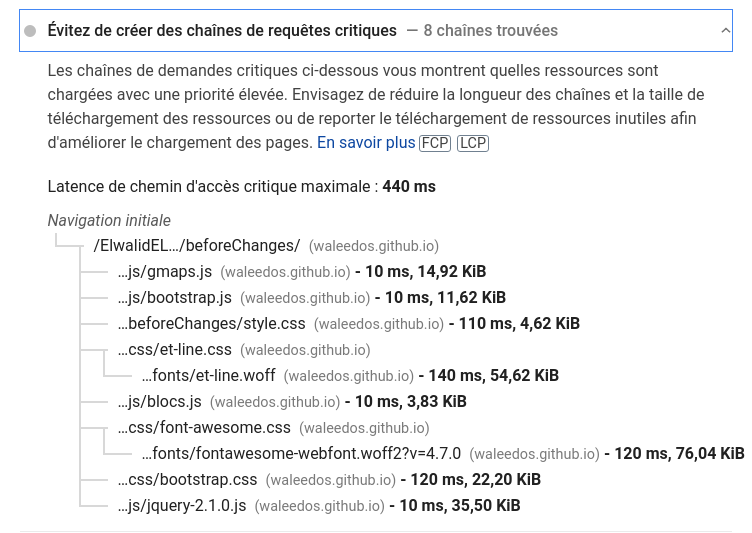 Évitez de créer des chaînes de requêtes critiques — 8 chaînes trouvées
Les chaînes de demandes critiques ci-dessous vous montrent quelles ressources sont
chargées avec une priorité élevée. Envisagez de réduire la longueur des chaînes et la taille de
téléchargement des ressources ou de reporter le téléchargement de ressources inutiles afin
d'améliorer le chargement des pages. En savoir plus FCP LCP
Latence de chemin d'accès critique maximale : 440 ms
Navigation initiale
/ElwalidEL…/beforeChanges/ (waleedos.github.io)
…js/gmaps.js (waleedos.github.io) - 10 ms, 14,92 KiB
…js/bootstrap.js (waleedos.github.io) - 10 ms, 11,62 KiB
…beforeChanges/style.css (waleedos.github.io) - 110 ms, 4,62 KiB
…css/et-line.css (waleedos.github.io)
…fonts/et-line.woff (waleedos.github.io) - 140 ms, 54,62 KiB
…js/blocs.js (waleedos.github.io) - 10 ms, 3,83 KiB
…css/font-awesome.css (waleedos.github.io)
…fonts/fontawesome-webfont.woff2?v=4.7.0 (waleedos.github.io) - 120 ms, 76,04 KiB
…css/bootstrap.css (waleedos.github.io) - 120 ms, 22,20 KiB
…js/jquery-2.1.0.js (waleedos.github.io) - 10 ms, 35,50 KiB